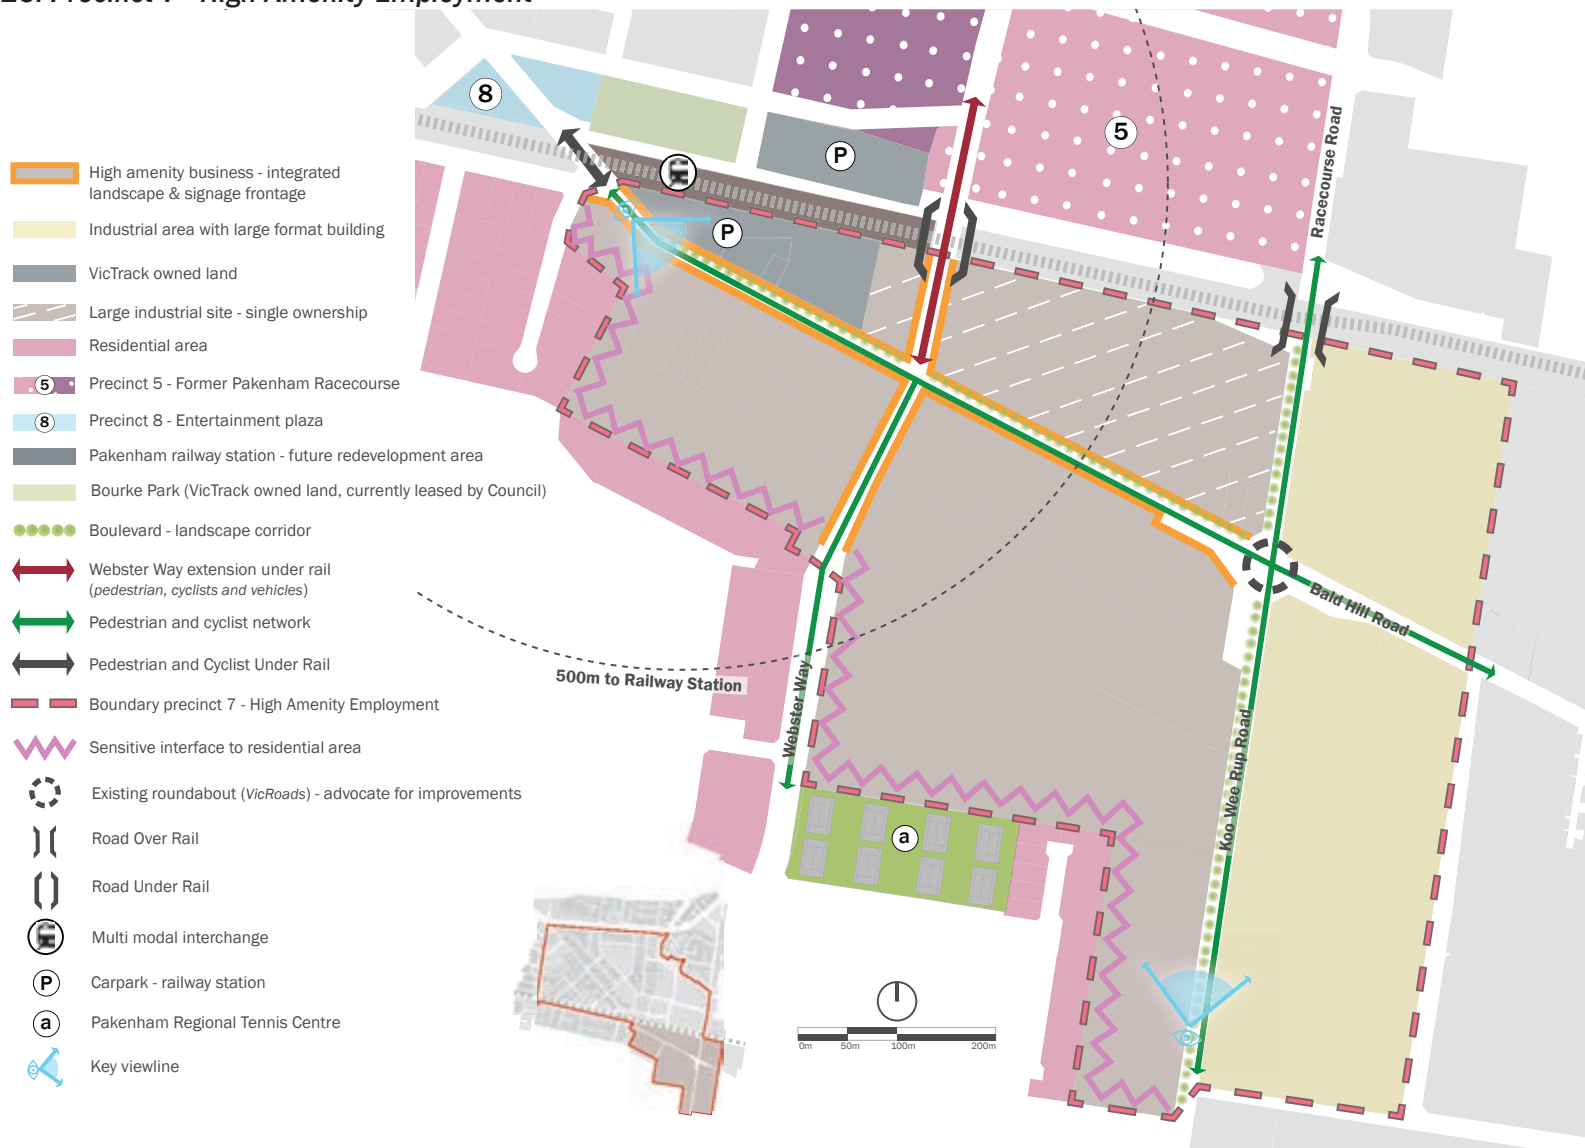 High amenity business - integrated
landscape & signage frontage
Industrial area with large format building
VicTrack owned land
Large industrial site - single ownership
Residential area
5 Precinct 5 - Former Pakenham Racecourse
8 Precinct 8 - Entertainment plaza
Pakenham railway station - future redevelopment area
Bourke Park (VicTrack owned land, currently leased by Council)
Boulevard - landscape corridor
Webster Way extension under rail
(pedestrian, cyclists and vehicles)
Pedestrian and cyclist network
Pedestrian and Cyclist Under Rail
Boundary precinct 7 - High Amenity Employment
Sensitive interface to residential area
Existing roundabout (VicRoads) - advocate for improvements
Road Over Rail
Road Under Rail
Multi modal interchange
P Carpark - railway station
a Pakenham Regional Tennis Centre
Key viewline
8
P
5
P
Racecourse Road
Bald Hill Road
500m to Railway Station
Webster Way
Koo Wee Rup Road
a
0m 50m 100m 200m